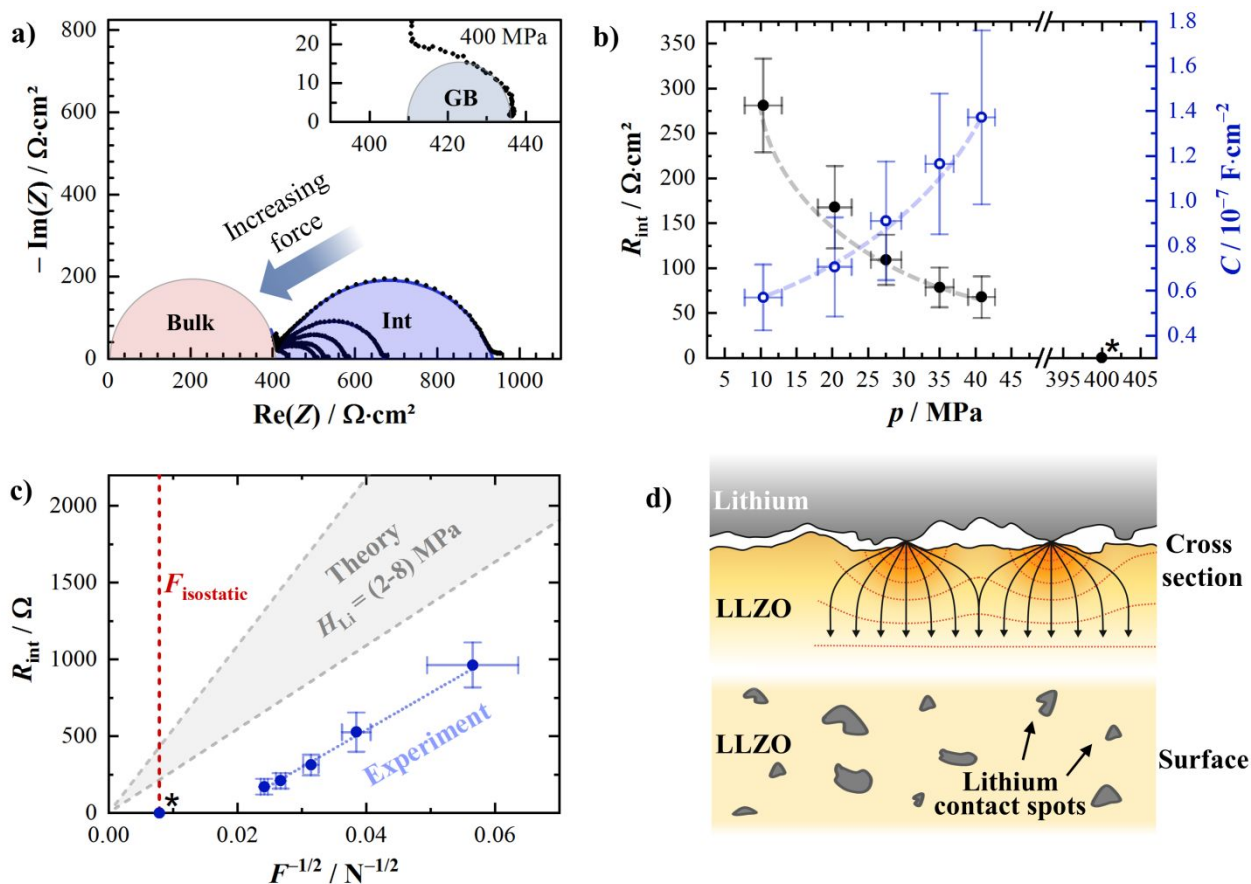 a)
− Im(Z) / Ω·cm²
800
600
400
200
0
0 200 400 600 800 1000
Re(Z) / Ω·cm²
Bulk
Int
Increasing
force
400 MPa
GB
20
10
0
400 420 440
b)
R_int / Ω·cm²
350
300
250
200
150
100
50
0
5 10 15 20 25 30 35 40 45 395 400 405
p / MPa
*
1.8
1.6
1.4
1.2
1.0
0.8
0.6
0.4
C / 10⁻⁷ F·cm⁻²
c)
R_int / Ω
2000
1500
1000
500
0
0.00 0.02 0.04 0.06
F⁻¹ᐟ² / N⁻¹ᐟ²
F_isostatic
Theory
H_Li = (2-8) MPa
Experiment
*
d)
Lithium
LLZO
Cross
section
LLZO
Lithium
contact spots
Surface